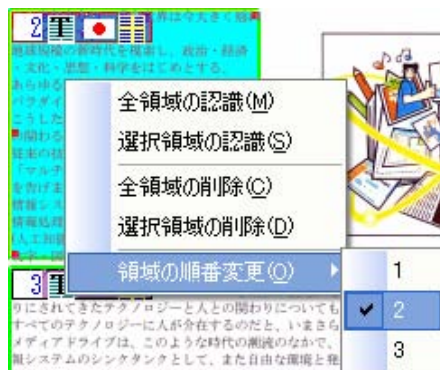 2
界は今大きく揺
地球規模の新時代を模索し、政治・経済
・文化・思想・科学をはじめとする、
あらゆる
パラダイ
こうした
の関わる
従来の技
「マルチ
を告げま
情報シス
情報処理
(人工知能
全領域の認識(M)
選択領域の認識(S)
全領域の削除(C)
選択領域の削除(D)
領域の順番変更(O)
1
2
3
3
りにされてきたテクノロジーと人との関わりについても
すべてのテクノロジーに人が介在するのだと、いまさら
メディアドライブは、このような時代の潮流のなかで、
報システムのシンクタンクとして、また自由な環境と発